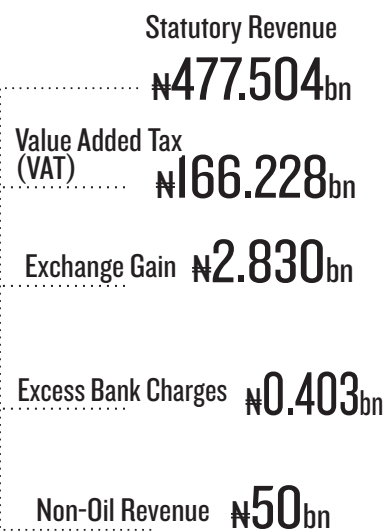 Statutory Revenue
₦477.504bn
Value Added Tax
(VAT)
₦166.228bn
Exchange Gain ₦2.830bn
Excess Bank Charges ₦0.403bn
Non-Oil Revenue ₦50bn